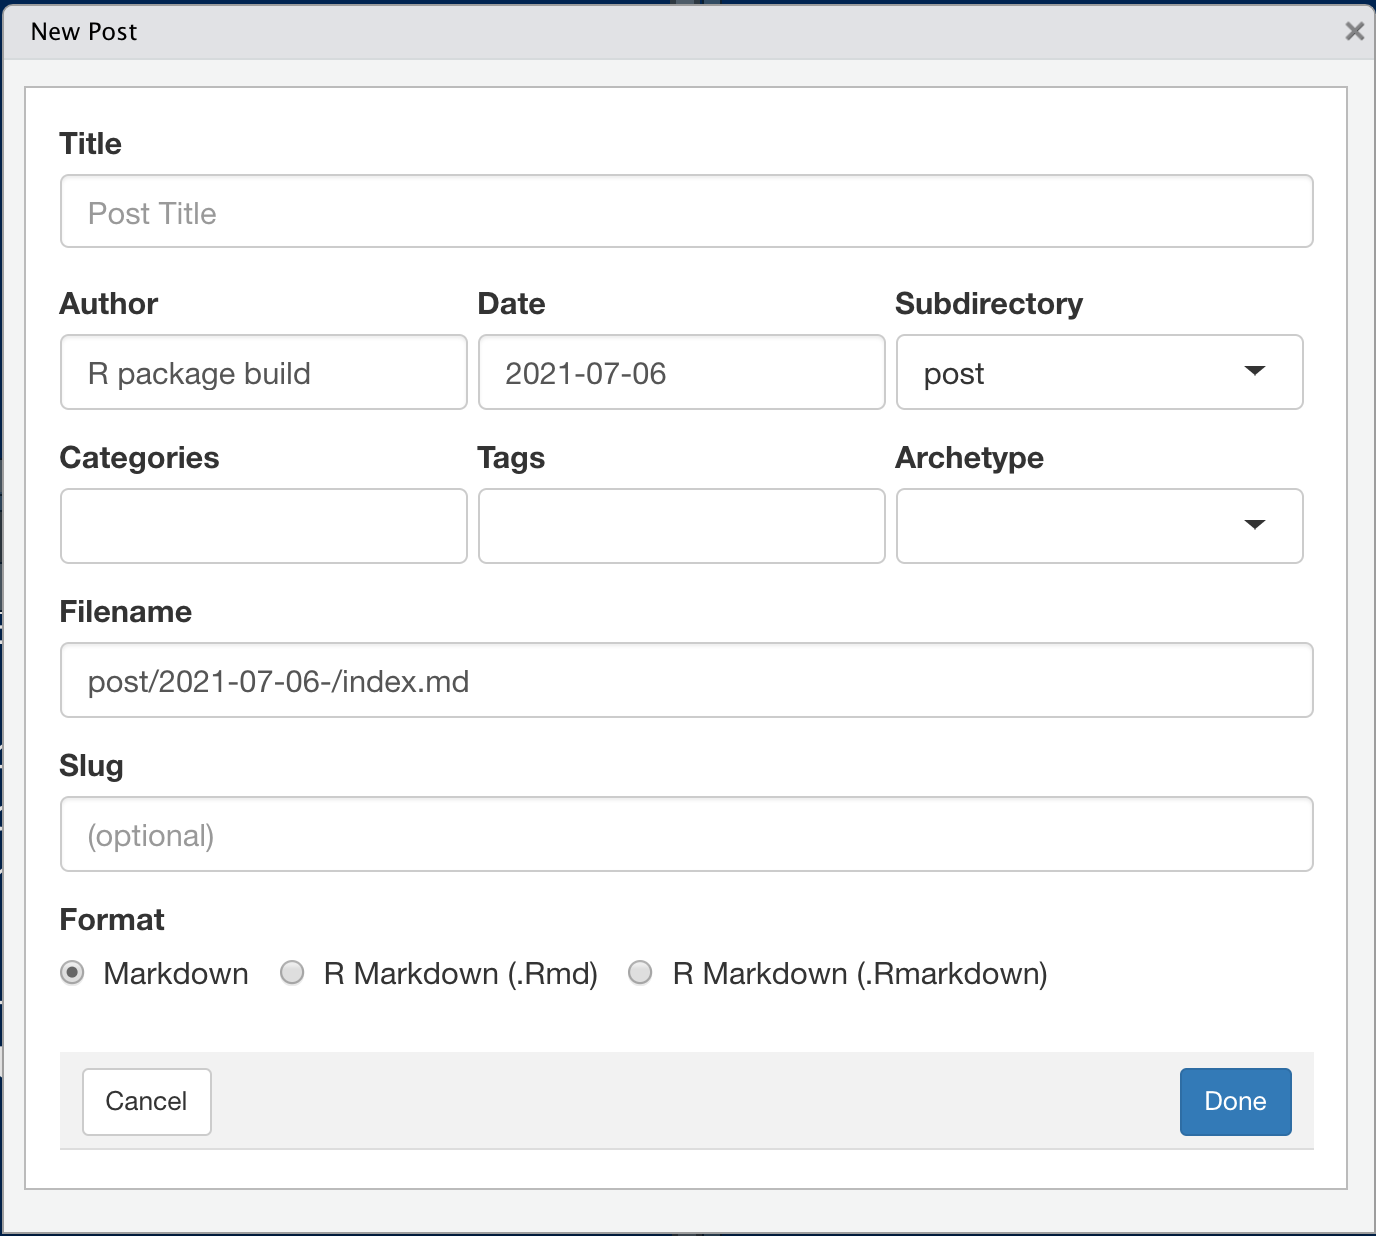 New Post
Title
Post Title
Author Date Subdirectory
R package build 2021-07-06 post
Categories Tags Archetype
Filename
post/2021-07-06-/index.md
Slug
(optional)
Format
Markdown R Markdown (.Rmd) R Markdown (.Rmarkdown)
Cancel Done